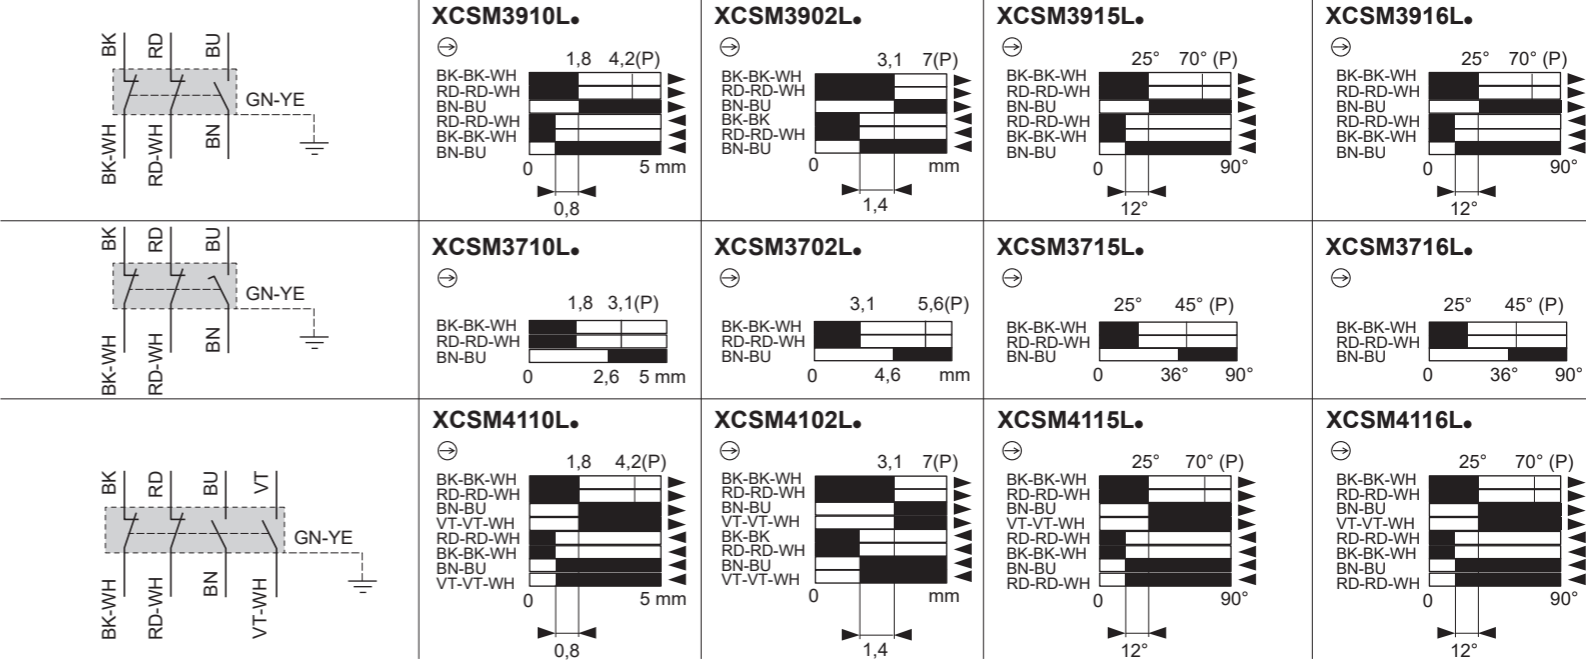 BK RD BU
GN-YE
BK-WH RD-WH BN
XCSM3910L•
1,8 4,2(P)
BK-BK-WH
RD-RD-WH
BN-BU
RD-RD-WH
BK-BK-WH
BN-BU
0 5 mm
0,8
XCSM3902L•
3,1 7(P)
BK-BK-WH
RD-RD-WH
BN-BU
BK-BK
RD-RD-WH
BN-BU
0 mm
1,4
XCSM3915L•
25° 70° (P)
BK-BK-WH
RD-RD-WH
BN-BU
RD-RD-WH
BK-BK-WH
BN-BU
0 90°
12°
XCSM3916L•
25° 70° (P)
BK-BK-WH
RD-RD-WH
BN-BU
RD-RD-WH
BK-BK-WH
BN-BU
0 90°
12°
BK RD BU
GN-YE
BK-WH RD-WH BN
XCSM3710L•
1,8 3,1(P)
BK-BK-WH
RD-RD-WH
BN-BU
0 2,6 5 mm
XCSM3702L•
3,1 5,6(P)
BK-BK-WH
RD-RD-WH
BN-BU
0 4,6 mm
XCSM3715L•
25° 45° (P)
BK-BK-WH
RD-RD-WH
BN-BU
0 36° 90°
XCSM3716L•
25° 45° (P)
BK-BK-WH
RD-RD-WH
BN-BU
0 36° 90°
BK RD BU VT
GN-YE
BK-WH RD-WH BN VT-WH
XCSM4110L•
1,8 4,2(P)
BK-BK-WH
RD-RD-WH
BN-BU
VT-VT-WH
RD-RD-WH
BK-BK-WH
BN-BU
VT-VT-WH
0 5 mm
0,8
XCSM4102L•
3,1 7(P)
BK-BK-WH
RD-RD-WH
BN-BU
VT-VT-WH
BK-BK
RD-RD-WH
BN-BU
VT-VT-WH
0 mm
1,4
XCSM4115L•
25° 70° (P)
BK-BK-WH
RD-RD-WH
BN-BU
VT-VT-WH
RD-RD-WH
BK-BK-WH
BN-BU
RD-RD-WH
0 90°
12°
XCSM4116L•
25° 70° (P)
BK-BK-WH
RD-RD-WH
BN-BU
VT-VT-WH
RD-RD-WH
BK-BK-WH
BN-BU
RD-RD-WH
0 90°
12°